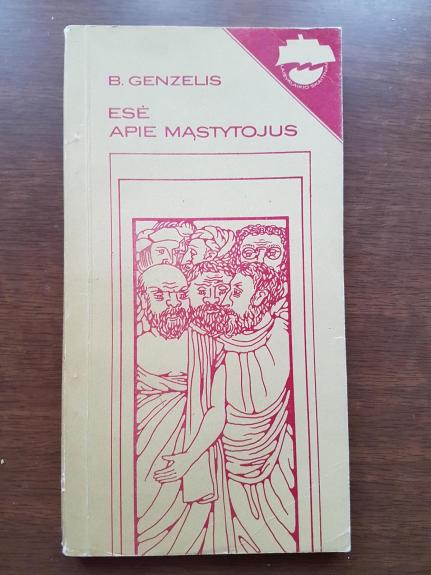 B. GENZELIS
ESĖ
APIE MĄSTYTOJUS